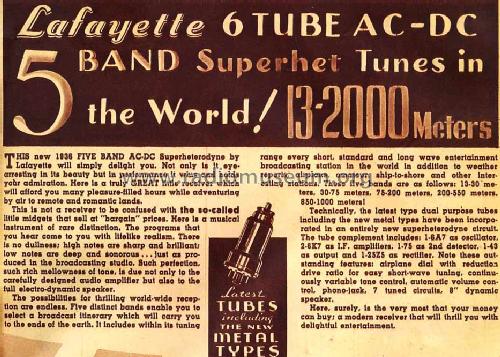 Lafayette 6 TUBE AC-DC
5 BAND Superhet Tunes in
the World! 13-2000 Meters
THIS new 1936 FIVE BAND AC-DC Superheterodyne by
Lafayette will simply delight you. Not only is it eye-
arresting in its beauty but in
your admiration. Here is a truly GREAT little receiver which
will afford you many pleasure-filled hours while adventuring
by air to remote and romantic lands.
This is not a receiver to be confused with the so-called
little midgets that sell at "bargain" prices. Here is a musical
instrument of rare distinction. The programs that
you hear come to you with lifelike realism. There
is no dullness; high notes are sharp and brilliant
low notes are deep and sonorous ... just as pro-
duced in the broadcasting studio. Such perfection,
such rich mellowness of tone, is due not only to the
carefully designed audio amplifier but also to the
full electro-dynamic speaker.
The possibilities for thrilling world-wide recep-
tion are endless. Five distinct bands enable you to
select a broadcast itinerary which will carry you
to the ends of the earth. It includes within its tuning
www.radiomuseum.org
Latest
TUBES
including
THE NEW
METAL
TYPES
range every short, standard and long wave entertainment
broadcasting station in the world in addition to weather
ship-to-shore and other inter-
esting stations. These bands are as follows: 13-30 me-
ters, 30-75 meters, 75-200 meters, 200-550 meters,
850-1000 meters!
Technically, the latest type dual purpose tubes
including the new metal types have been incorpor-
ated in an entirely new superheterodyne circuit.
The tube complement includes: 1-6A7 as oscillator,
2-6K7 as I.F. amplifiers, 1-75 as 2nd detector, 1-43
as output and 1-25Z5 as rectifier. Note these out-
standing features: airplane dial with reduction
drive ratio for easy short-wave tuning, continu-
ously variable tone control, automatic volume con-
trol, phono-jack, 7 tuned circuits, 8" dynamic
speaker.
Here, surely, is the very most that your money
can buy: a modern receiver that will thrill you with
delightful entertainment.